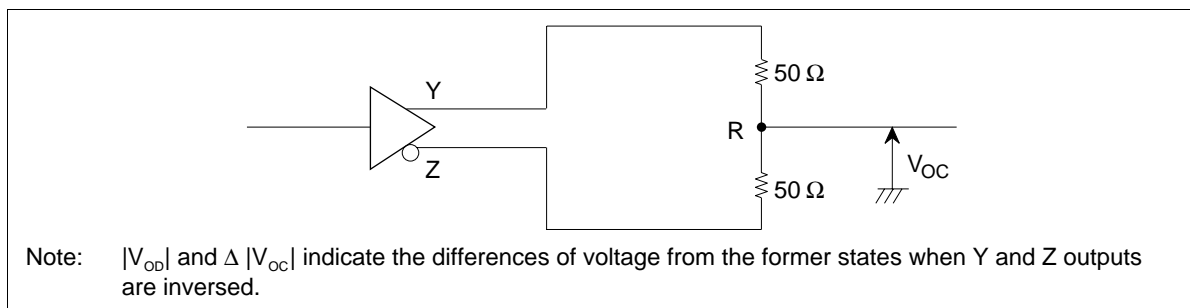 50 Ω
Y
R
Z
V_OC
50 Ω
Note: |V_OD| and Δ |V_OC| indicate the differences of voltage from the former states when Y and Z outputs
are inversed.